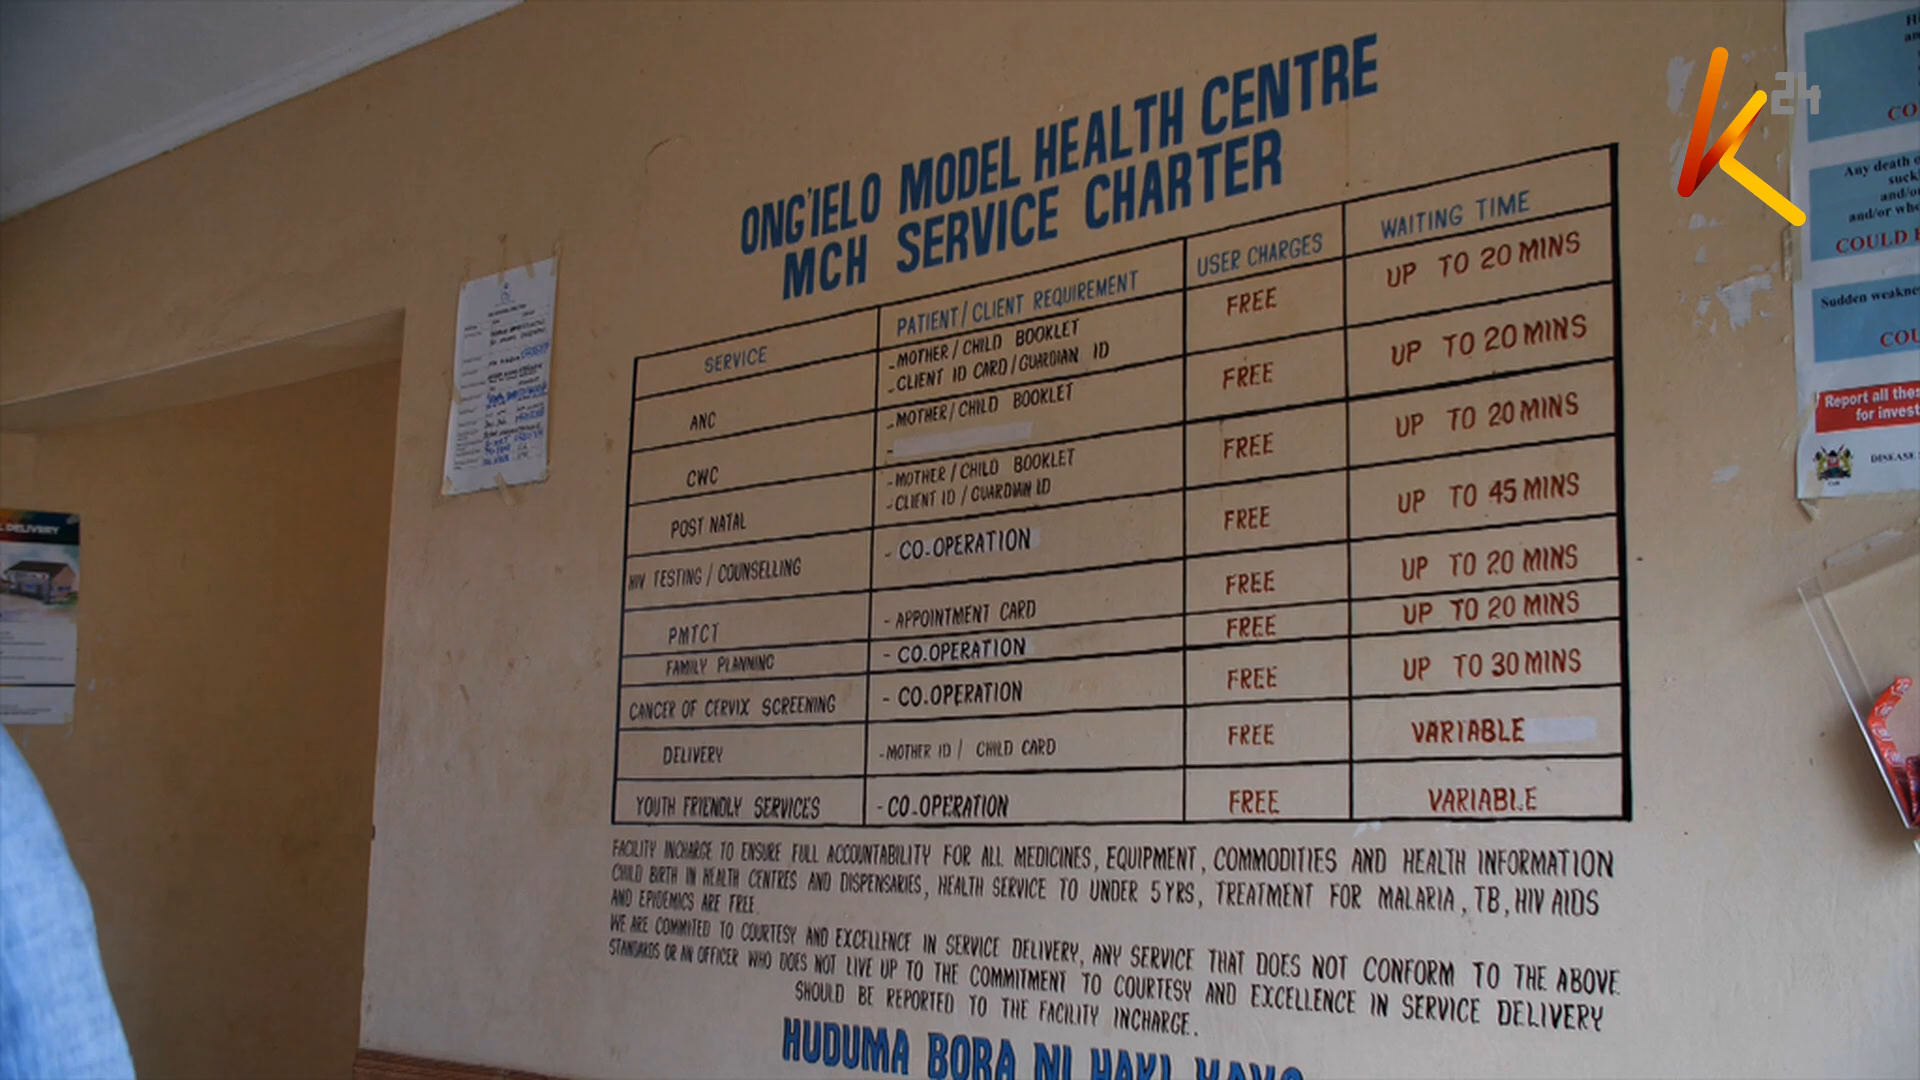 K24
ONG'IELO MODEL HEALTH CENTRE
MCH SERVICE CHARTER
SERVICE PATIENT/CLIENT REQUIREMENT USER CHARGES WAITING TIME
ANC -MOTHER/CHILD BOOKLET FREE UP TO 20 MINS
-CLIENT ID CARD/GUARDIAN ID
CWC -MOTHER/CHILD BOOKLET FREE UP TO 20 MINS
-
POST NATAL -MOTHER/CHILD BOOKLET FREE UP TO 20 MINS
-CLIENT ID/GUARDIAN ID
HIV TESTING/COUNSELLING - CO-OPERATION FREE UP TO 45 MINS
PMTCT - APPOINTMENT CARD FREE UP TO 20 MINS
FAMILY PLANNING - CO.OPERATION FREE UP TO 20 MINS
CANCER OF CERVIX SCREENING - CO-OPERATION FREE UP TO 30 MINS
DELIVERY -MOTHER ID/ CHILD CARD FREE VARIABLE
YOUTH FRIENDLY SERVICES -CO-OPERATION FREE VARIABLE
FACILITY INCHARGE TO ENSURE FULL ACCOUNTABILITY FOR ALL MEDICINES, EQUIPMENT, COMMODITIES AND HEALTH INFORMATION
CHILD BIRTH IN HEALTH CENTRES AND DISPENSARIES, HEALTH SERVICE TO UNDER 5YRS, TREATMENT FOR MALARIA, TB, HIV AIDS
AND EPIDEMICS ARE FREE.
WE ARE COMMITED TO COURTESY AND EXCELLENCE IN SERVICE DELIVERY, ANY SERVICE THAT DOES NOT CONFORM TO THE ABOVE
STANDARDS OR AN OFFICER WHO DOES NOT LIVE UP TO THE COMMITMENT TO COURTESY AND EXCELLENCE IN SERVICE DELIVERY
SHOULD BE REPORTED TO THE FACILITY INCHARGE.
HUDUMA BORA NI HAKI YAKO
DELIVERY
Any death
and/or
and/or
COULD
Sudden
Report all
for
DISEASE